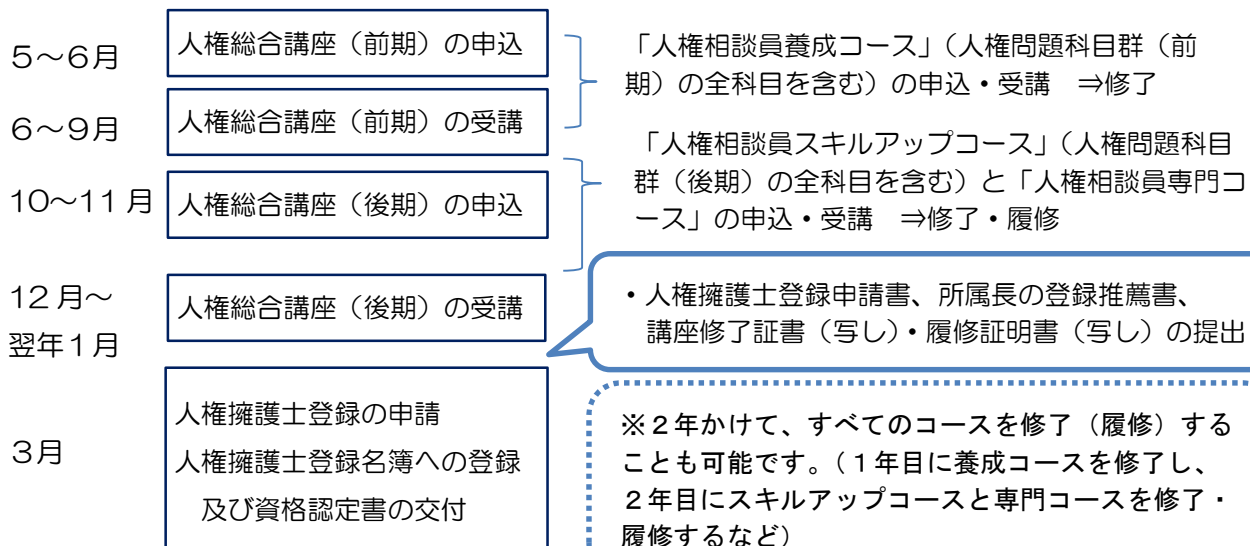 5~6月
人権総合講座（前期）の申込
「人権相談員養成コース」（人権問題科目群（前
期）の全科目を含む）の申込・受講　⇒修了
6~9月
人権総合講座（前期）の受講
「人権相談員スキルアップコース」（人権問題科目
群（後期）の全科目を含む）と「人権相談員専門コ
ース」の申込・受講　⇒修了・履修
10~11月
人権総合講座（後期）の申込
12月~
翌年1月
人権総合講座（後期）の受講
・人権擁護士登録申請書、所属長の登録推薦書、
講座修了証書（写し）・履修証明書（写し）の提出
3月
人権擁護士登録の申請
人権擁護士登録名簿への登録
及び資格認定書の交付
※２年かけて、すべてのコースを修了（履修）する
ことも可能です。（１年目に養成コースを修了し、
２年目にスキルアップコースと専門コースを修了・
履修するなど）